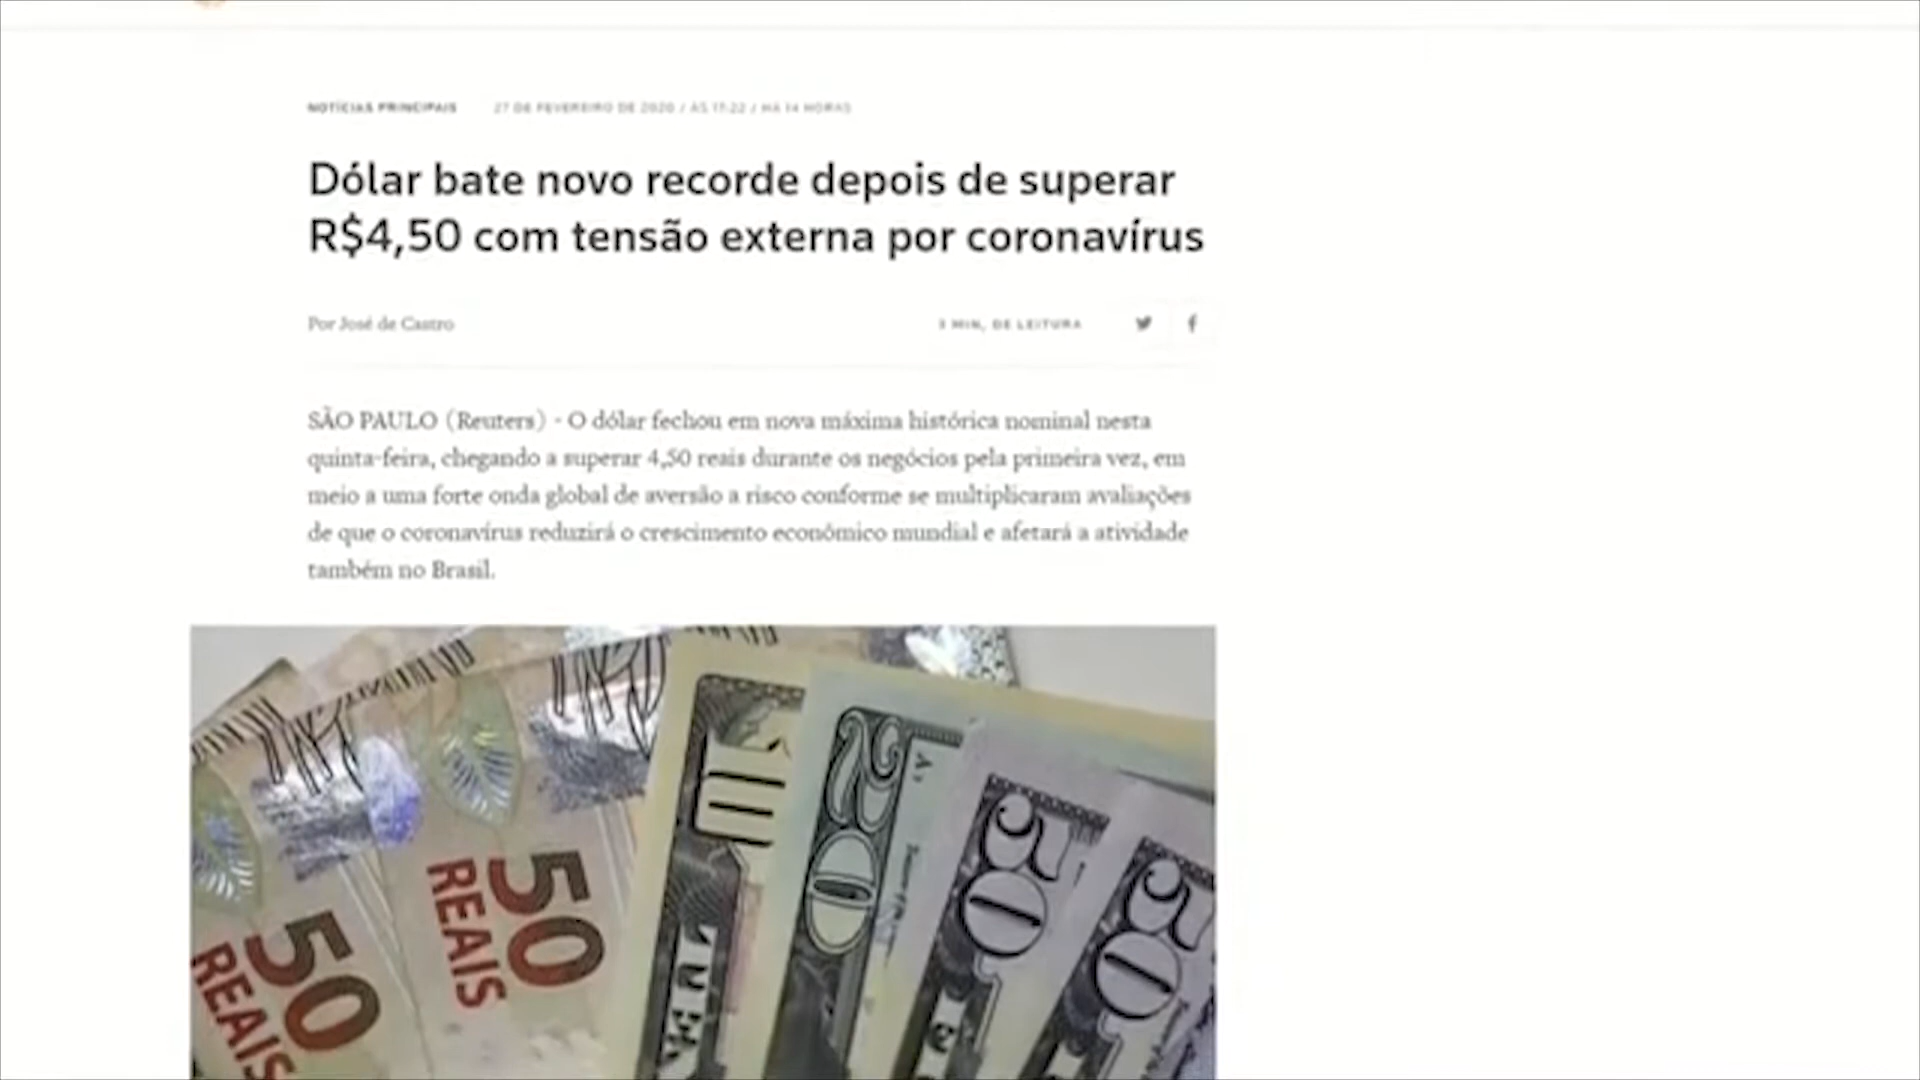 NOTÍCIAS PRINCIPAIS 27 DE FEVEREIRO DE 2020 / ÀS 17:22 / HÁ 14 HORAS
Dólar bate novo recorde depois de superar
R$4,50 com tensão externa por coronavírus
Por José de Castro 3 MIN, DE LEITURA
SÃO PAULO (Reuters) - O dólar fechou em nova máxima histórica nominal nesta
quinta-feira, chegando a superar 4,50 reais durante os negócios pela primeira vez, em
meio a uma forte onda global de aversão a risco conforme se multiplicaram avaliações
de que o coronavírus reduzirá o crescimento econômico mundial e afetará a atividade
também no Brasil.
50
REAIS
50
REAIS
10
20
50
50